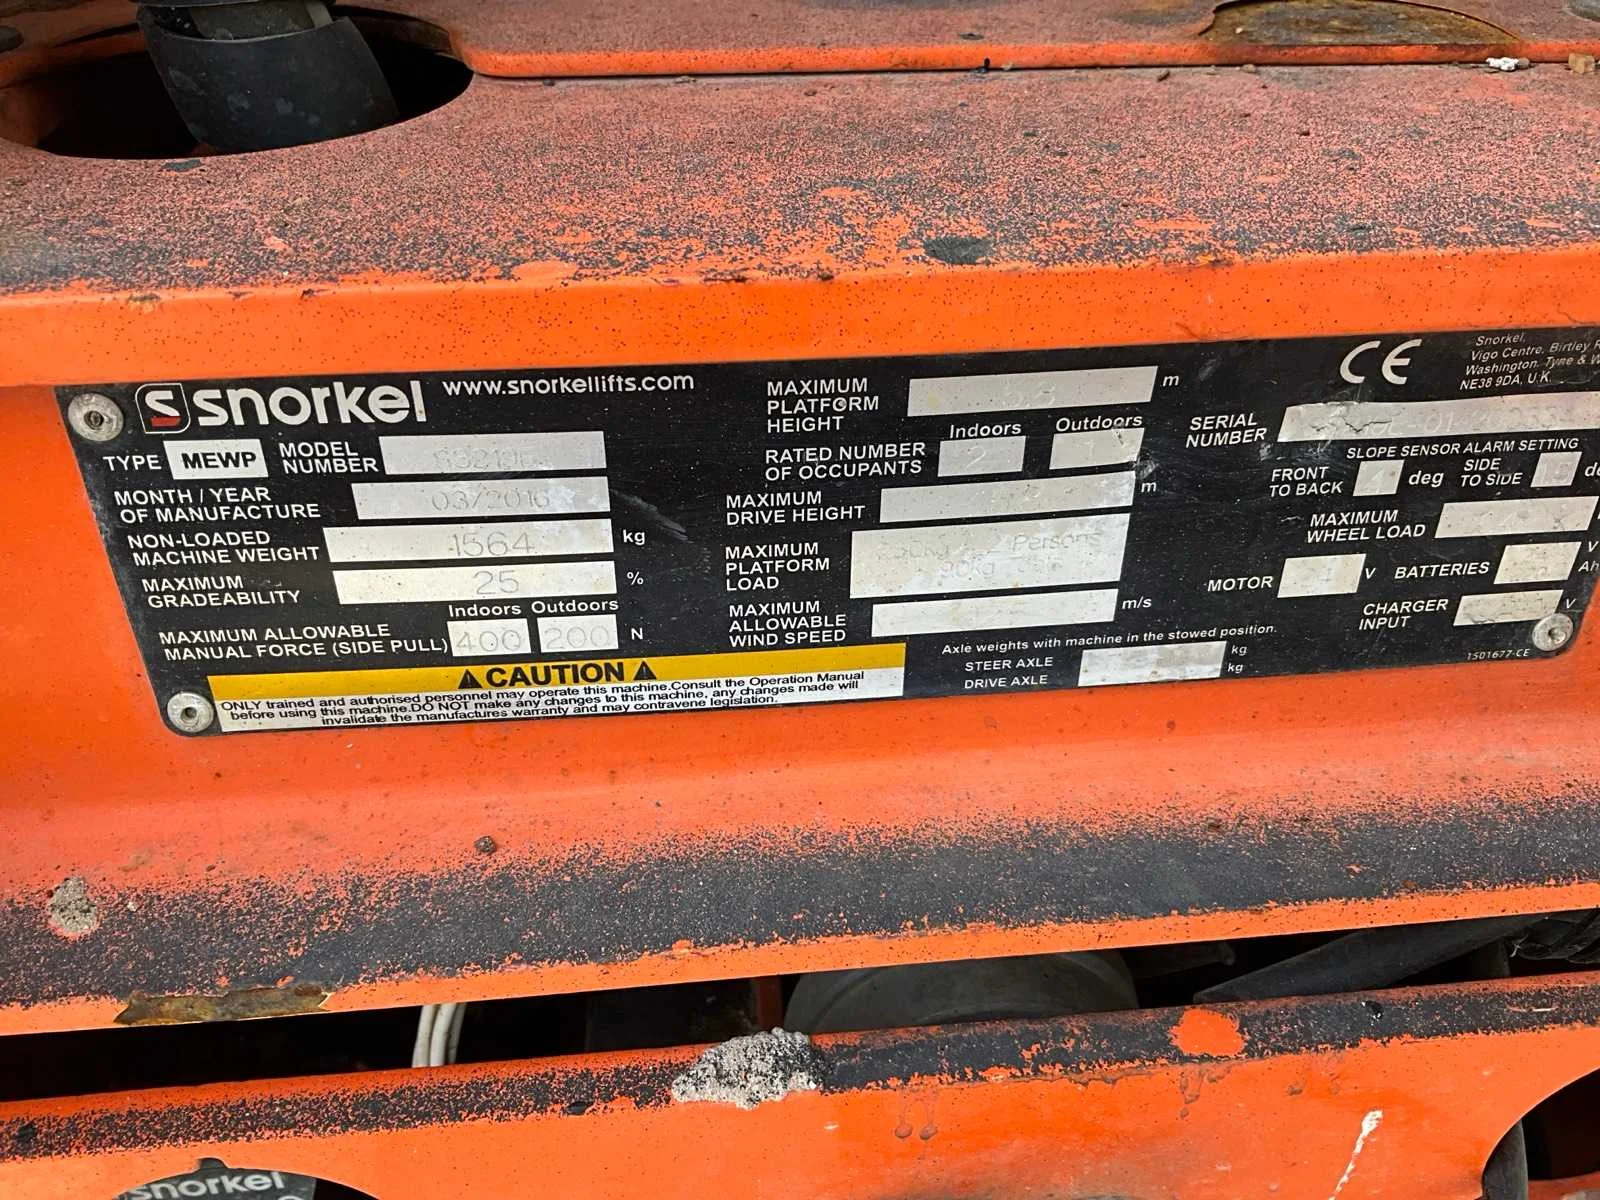 snorkel www.snorkellifts.com
TYPE MEWP MODEL NUMBER
MONTH / YEAR OF MANUFACTURE 03/2016
NON-LOADED MACHINE WEIGHT 1564 kg
MAXIMUM GRADEABILITY 25 %
Indoors Outdoors
MAXIMUM ALLOWABLE MANUAL FORCE (SIDE PULL) 400 200 N
CAUTION
ONLY trained and authorised personnel may operate this machine.Consult the Operation Manual
before using this machine.DO NOT make any changes to this machine, any changes made will
invalidate the manufactures warranty and may contravene legislation.
MAXIMUM PLATFORM HEIGHT m
Indoors Outdoors
RATED NUMBER OF OCCUPANTS 2 1
MAXIMUM DRIVE HEIGHT m
MAXIMUM PLATFORM LOAD 2 Persons
MAXIMUM ALLOWABLE WIND SPEED m/s
Axle weights with machine in the stowed position.
STEER AXLE kg
DRIVE AXLE kg
CE
Snorkel,
Vigo Centre, Birtley
Washington, Tyne &
NE38 9DA, U.K.
SERIAL NUMBER
SLOPE SENSOR ALARM SETTING
FRONT TO BACK deg SIDE TO SIDE
MAXIMUM WHEEL LOAD
MOTOR 24 V BATTERIES V Ah
CHARGER INPUT V
1501677-CE
snorkel